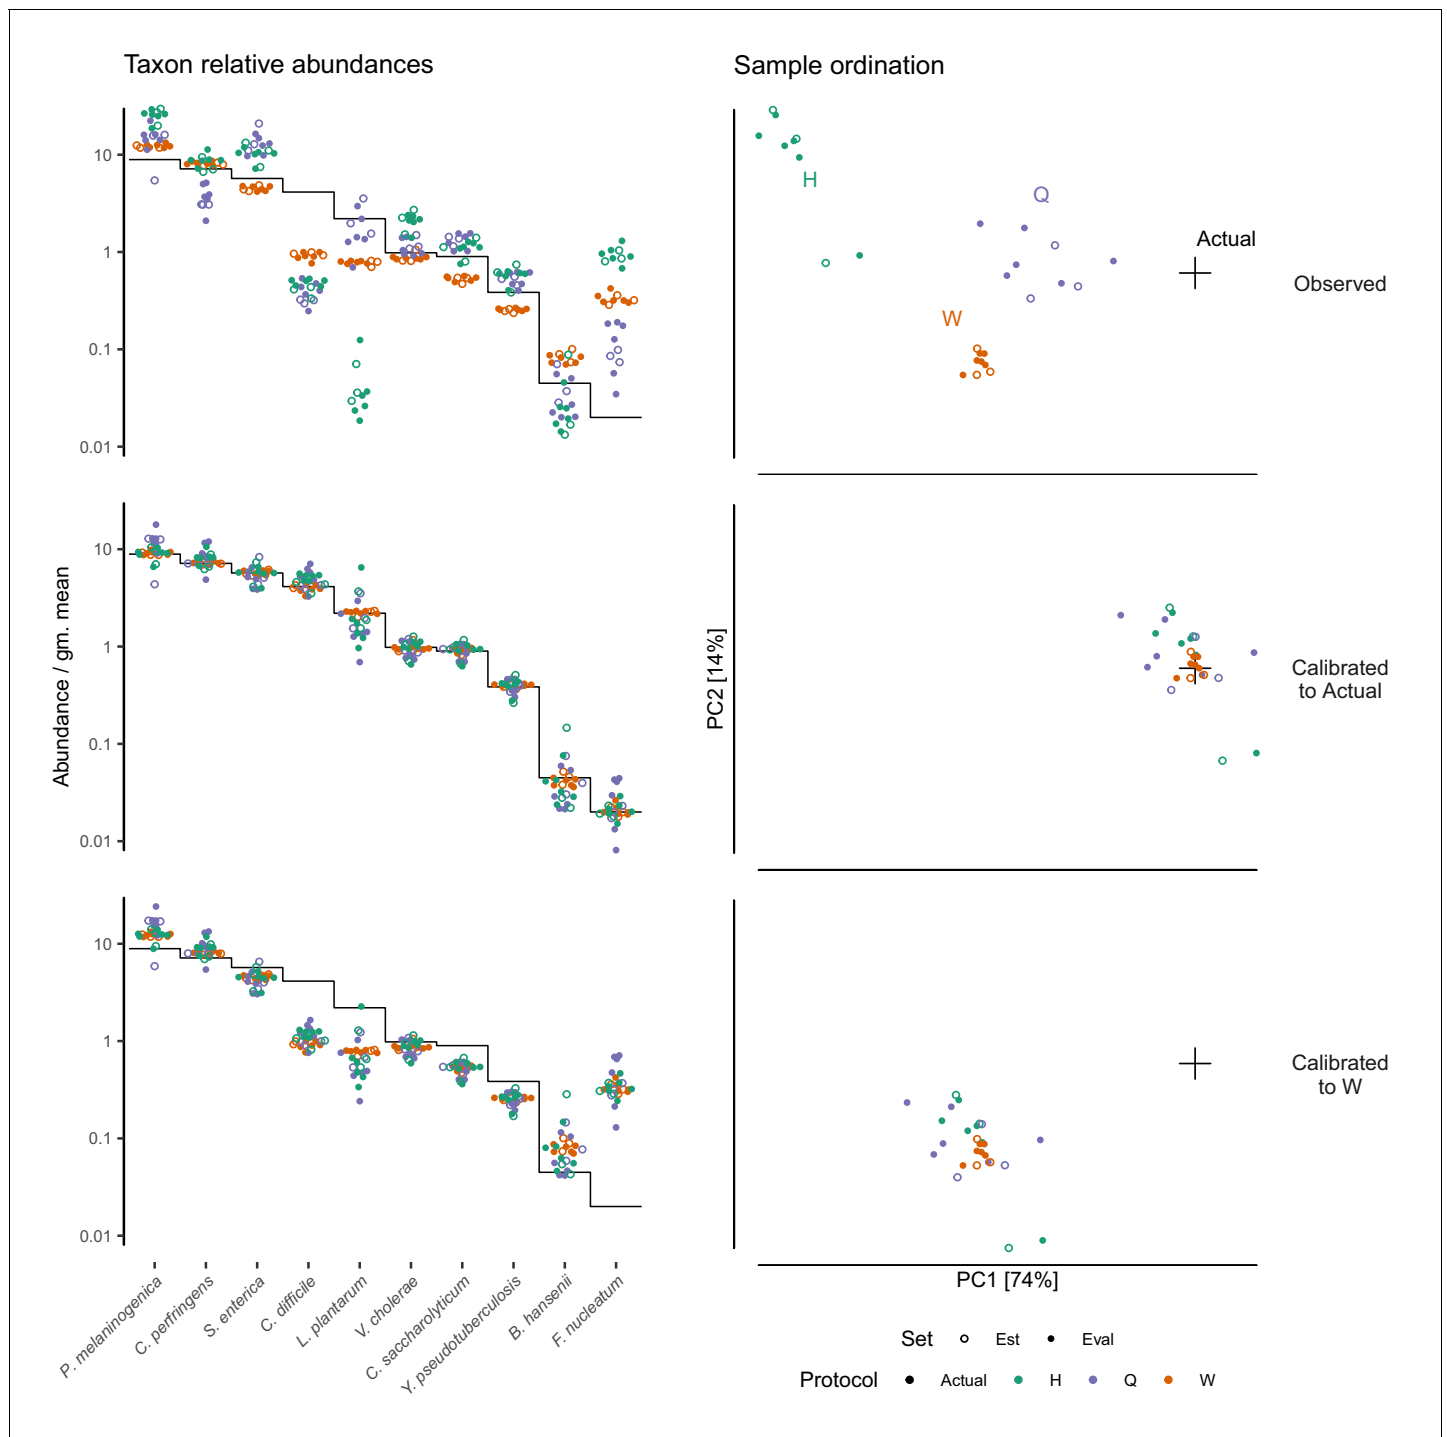 Taxon relative abundances
Sample ordination
10
1
0.1
0.01
H
Q
W
Actual
Observed
Abundance / gm. mean
10
1
0.1
0.01
PC2 [14%]
Calibrated
to Actual
10
1
0.1
0.01
Calibrated
to W
P. melaninogenica
C. perfringens
S. enterica
C. difficile
L. plantarum
V. cholerae
C. saccharolyticum
Y. pseudotuberculosis
B. hansenii
F. nucleatum
PC1 [74%]
Set Est Eval
Protocol Actual H Q W